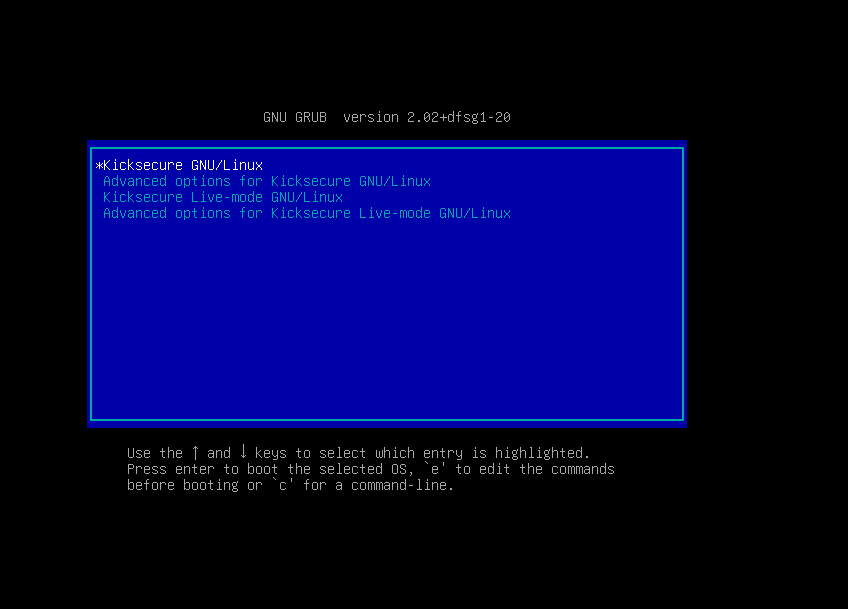 GNU GRUB  version 2.02+dfsg1-20
*Kicksecure GNU/Linux
Advanced options for Kicksecure GNU/Linux
Kicksecure Live-mode GNU/Linux
Advanced options for Kicksecure Live-mode GNU/Linux
Use the ↑ and ↓ keys to select which entry is highlighted.
Press enter to boot the selected OS, `e' to edit the commands
before booting or `c' for a command-line.